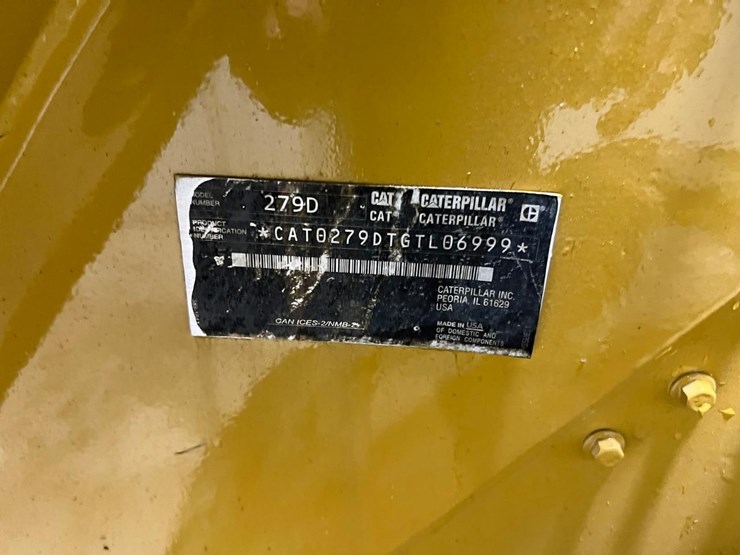 MODEL
NUMBER
279D
CAT CATERPILLAR®
CAT CATERPILLAR®
PRODUCT
IDENTIFICATION
NUMBER
*CAT0279DTGTL06999*
CATERPILLAR INC.
PEORIA, IL 61629
USA
CAN ICES-2/NMB-2
MADE IN USA
OF DOMESTIC AND
FOREIGN COMPONENTS